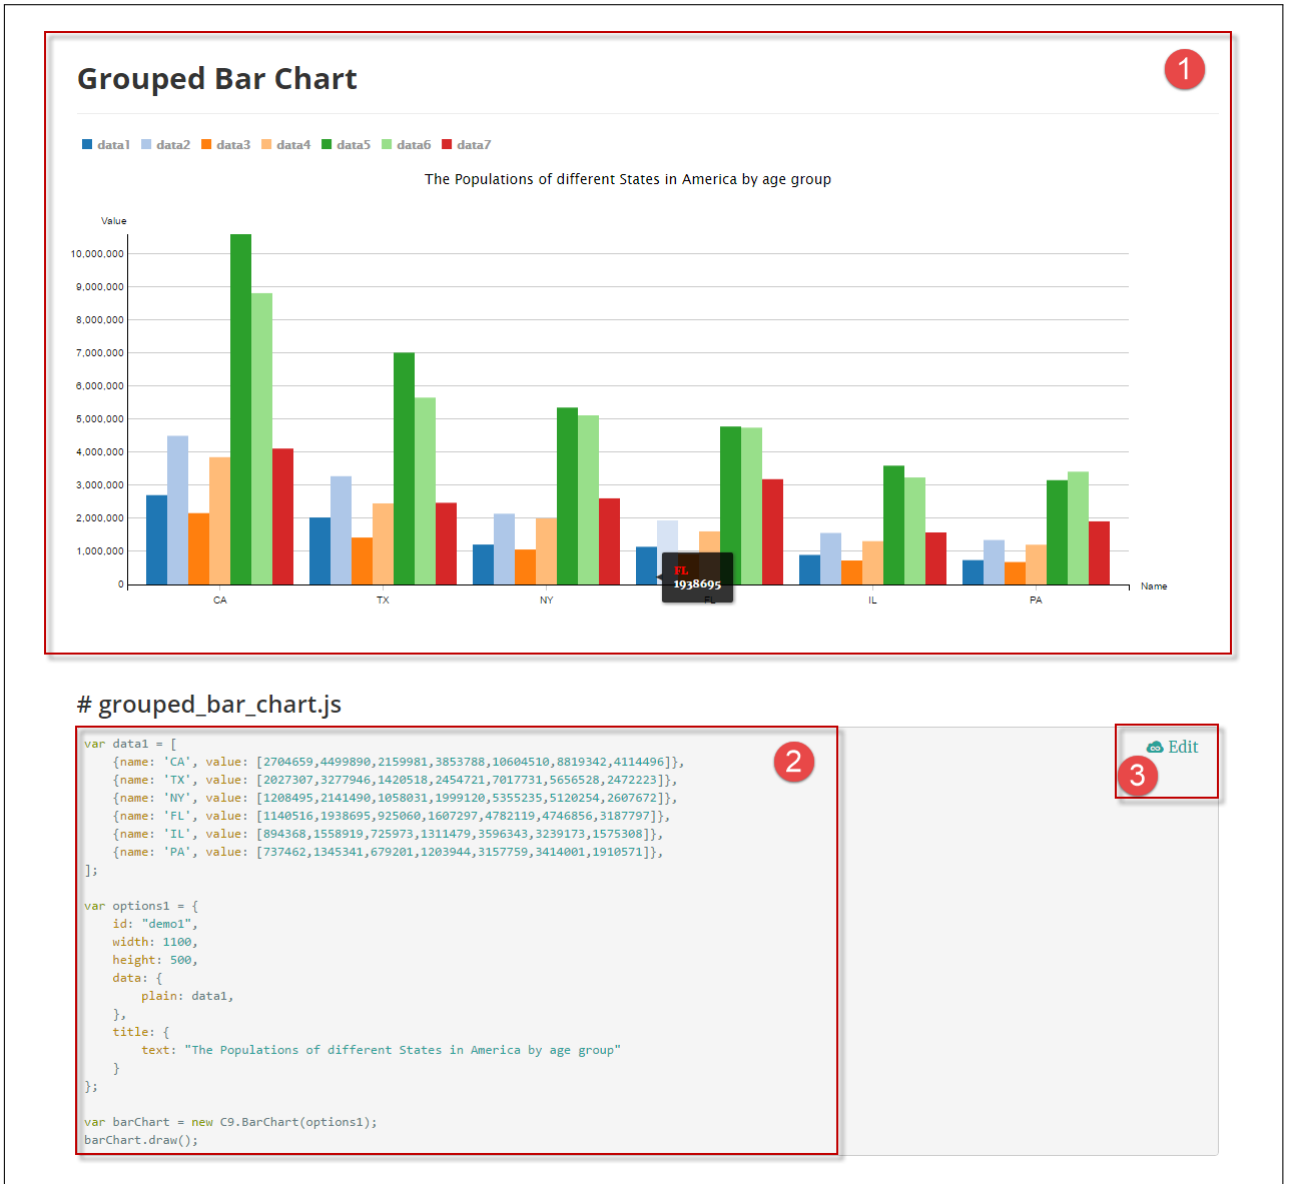 Grouped Bar Chart
1
data1 data2 data3 data4 data5 data6 data7
The Populations of different States in America by age group
Value
10,000,000
9,000,000
8,000,000
7,000,000
6,000,000
5,000,000
4,000,000
3,000,000
2,000,000
1,000,000
0
FL
1938695
Name
CA TX NY FL IL PA
# grouped_bar_chart.js
Edit
2
3
var data1 = [
    {name: 'CA', value: [2704659,4499890,2159981,3853788,10604510,8819342,4114496]},
    {name: 'TX', value: [2027307,3277946,1420518,2454721,7017731,5656528,2472223]},
    {name: 'NY', value: [1208495,2141490,1058031,1999120,5355235,5120254,2607672]},
    {name: 'FL', value: [1140516,1938695,925060,1607297,4782119,4746856,3187797]},
    {name: 'IL', value: [894368,1558919,725973,1311479,3596343,3239173,1575308]},
    {name: 'PA', value: [737462,1345341,679201,1203944,3157759,3414001,1910571]},
];
var options1 = {
    id: "demo1",
    width: 1100,
    height: 500,
    data: {
        plain: data1,
    },
    title: {
        text: "The Populations of different States in America by age group"
    }
};
var barChart = new C9.BarChart(options1);
barChart.draw();